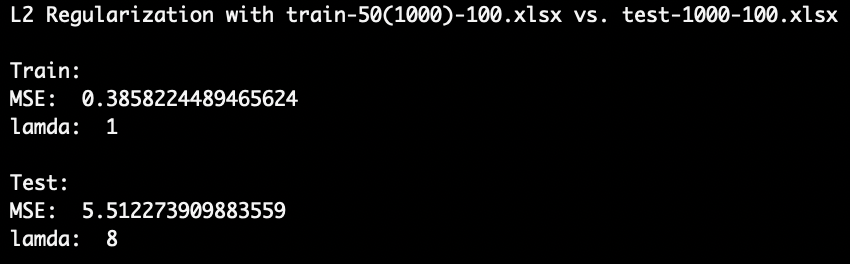 L2 Regularization with train-50(1000)-100.xlsx vs. test-1000-100.xlsx
Train:
MSE:  0.3858224489465624
lamda:  1
Test:
MSE:  5.512273909883559
lamda:  8